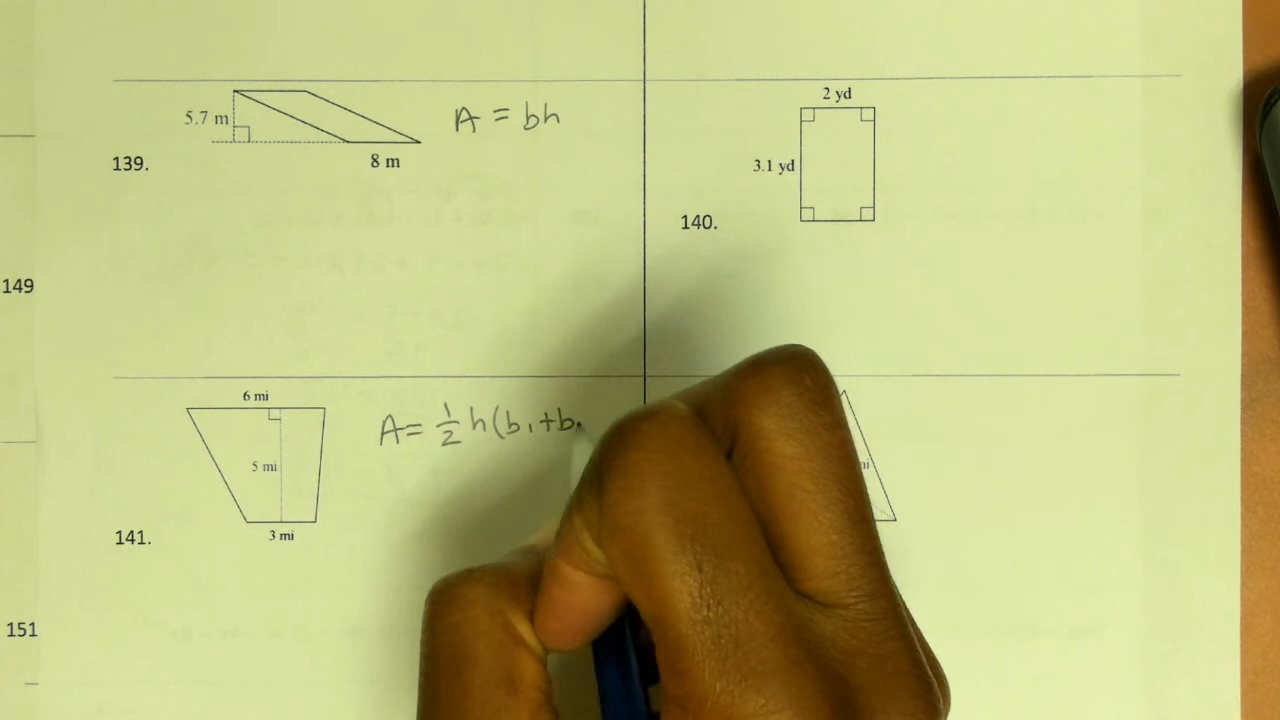 5.7 m
A = bh
8 m
139.
2 yd
3.1 yd
140.
149
6 mi
A = 1/2 h(b1+b
5 mi
3 mi
141.
151